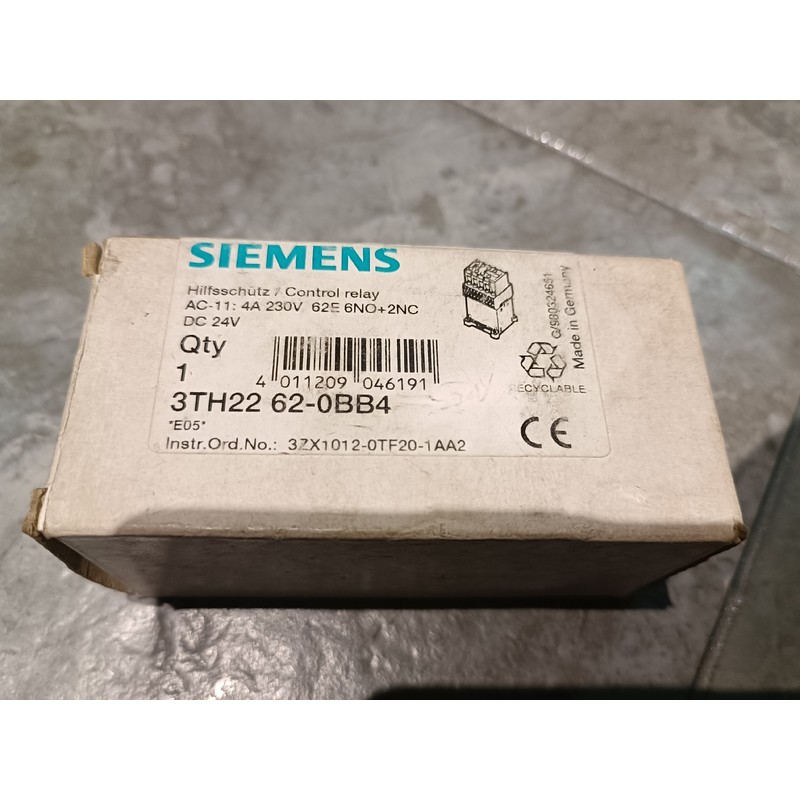 SIEMENS
Hilfsschütz / Control relay
AC-11: 4A 230V 62E 6NO+2NC
DC 24V
Qty
1
4 011209 046191
3TH22 62-0BB4
*E05*
Instr.Ord.No.: 3ZX1012-0TF20-1AA2
G/980324651
Made in Germany
RECYCLABLE
CE